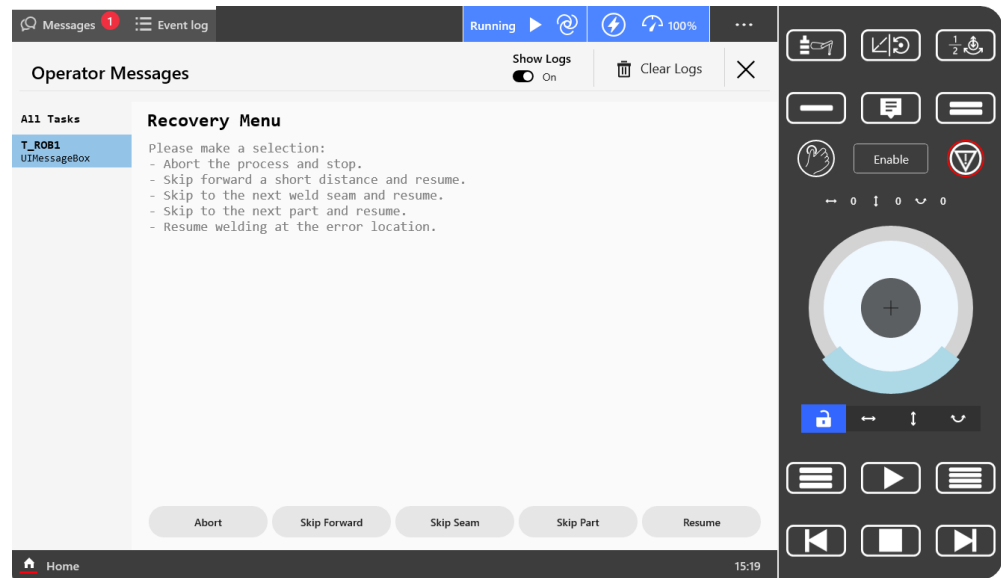 Messages 1 Event log Running 100% ...
Operator Messages Show Logs On Clear Logs
All Tasks
T_ROB1
UIMessageBox
Recovery Menu
Please make a selection:
- Abort the process and stop.
- Skip forward a short distance and resume.
- Skip to the next weld seam and resume.
- Skip to the next part and resume.
- Resume welding at the error location.
Abort Skip Forward Skip Seam Skip Part Resume
Home 15:19
1
2
Enable
0 0 0